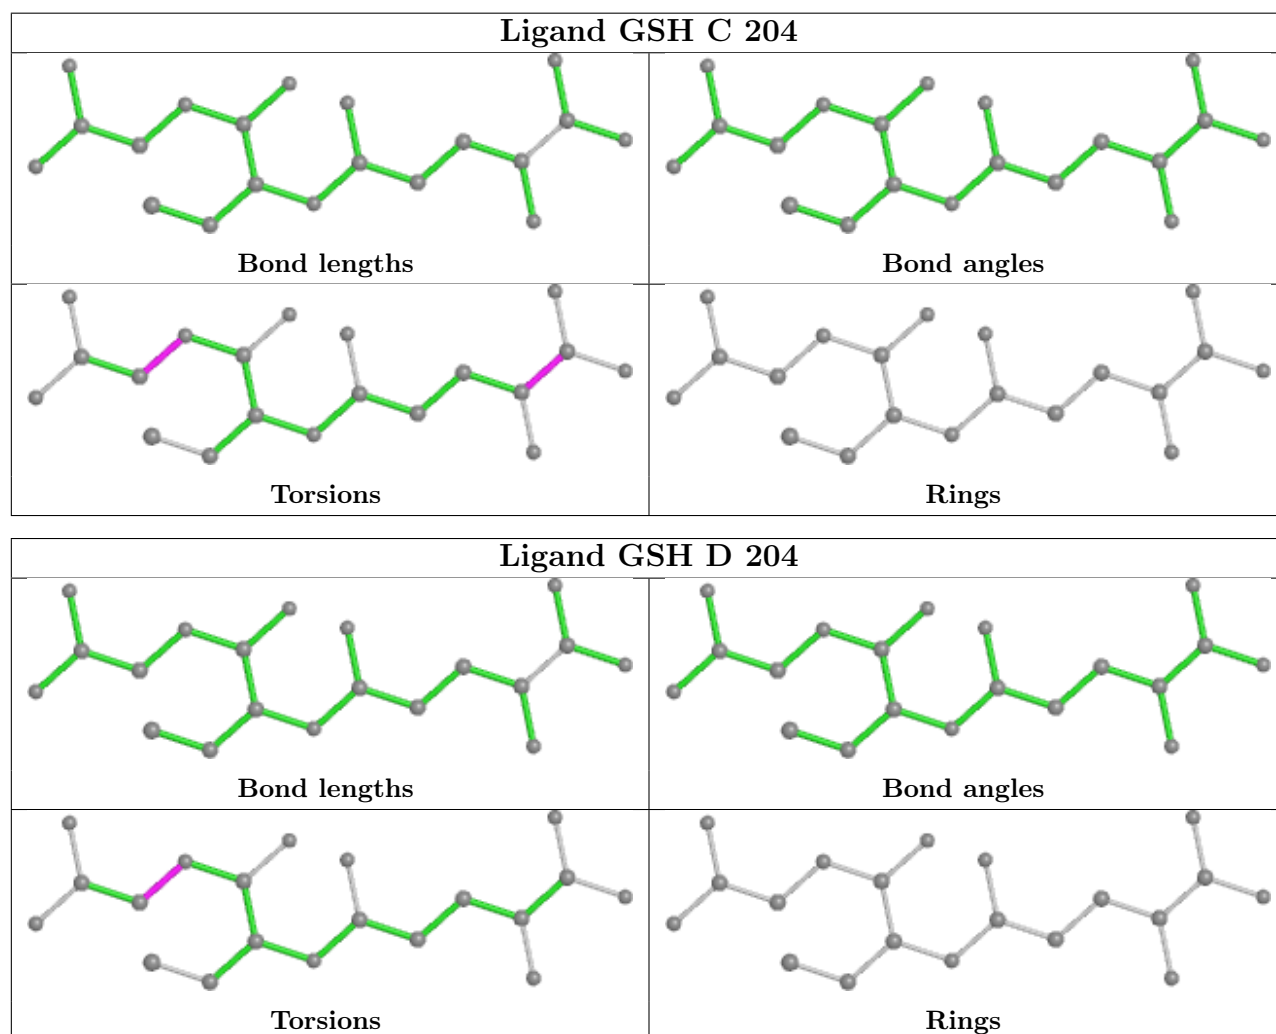 Ligand GSH C 204
Bond lengths
Bond angles
Torsions
Rings
Ligand GSH D 204
Bond lengths
Bond angles
Torsions
Rings